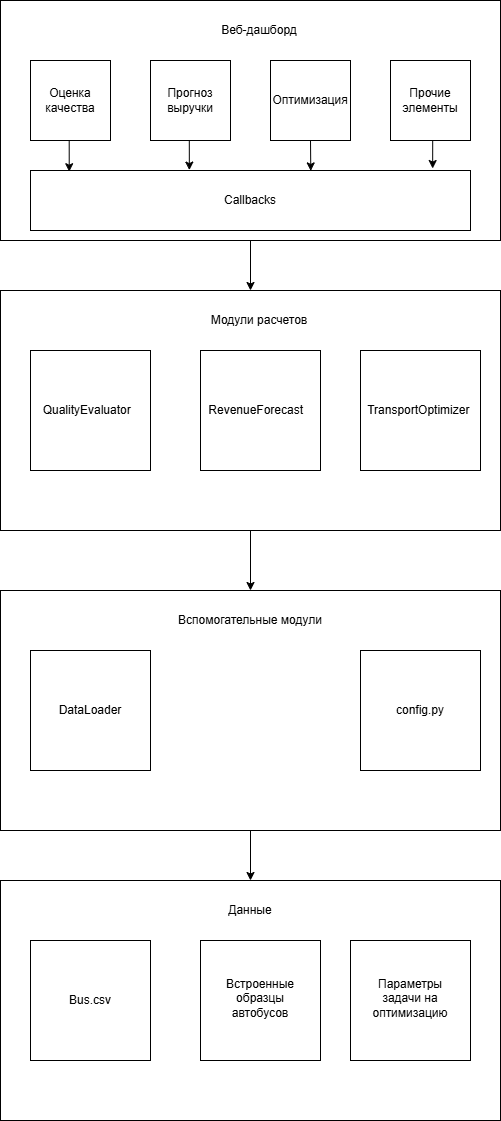 Веб-дашборд
Оценка
качества
Прогноз
выручки
Оптимизация
Прочие
элементы
Callbacks
Модули расчетов
QualityEvaluator
RevenueForecast
TransportOptimizer
Вспомогательные модули
DataLoader
config.py
Данные
Bus.csv
Встроенные
образцы
автобусов
Параметры
задачи на
оптимизацию